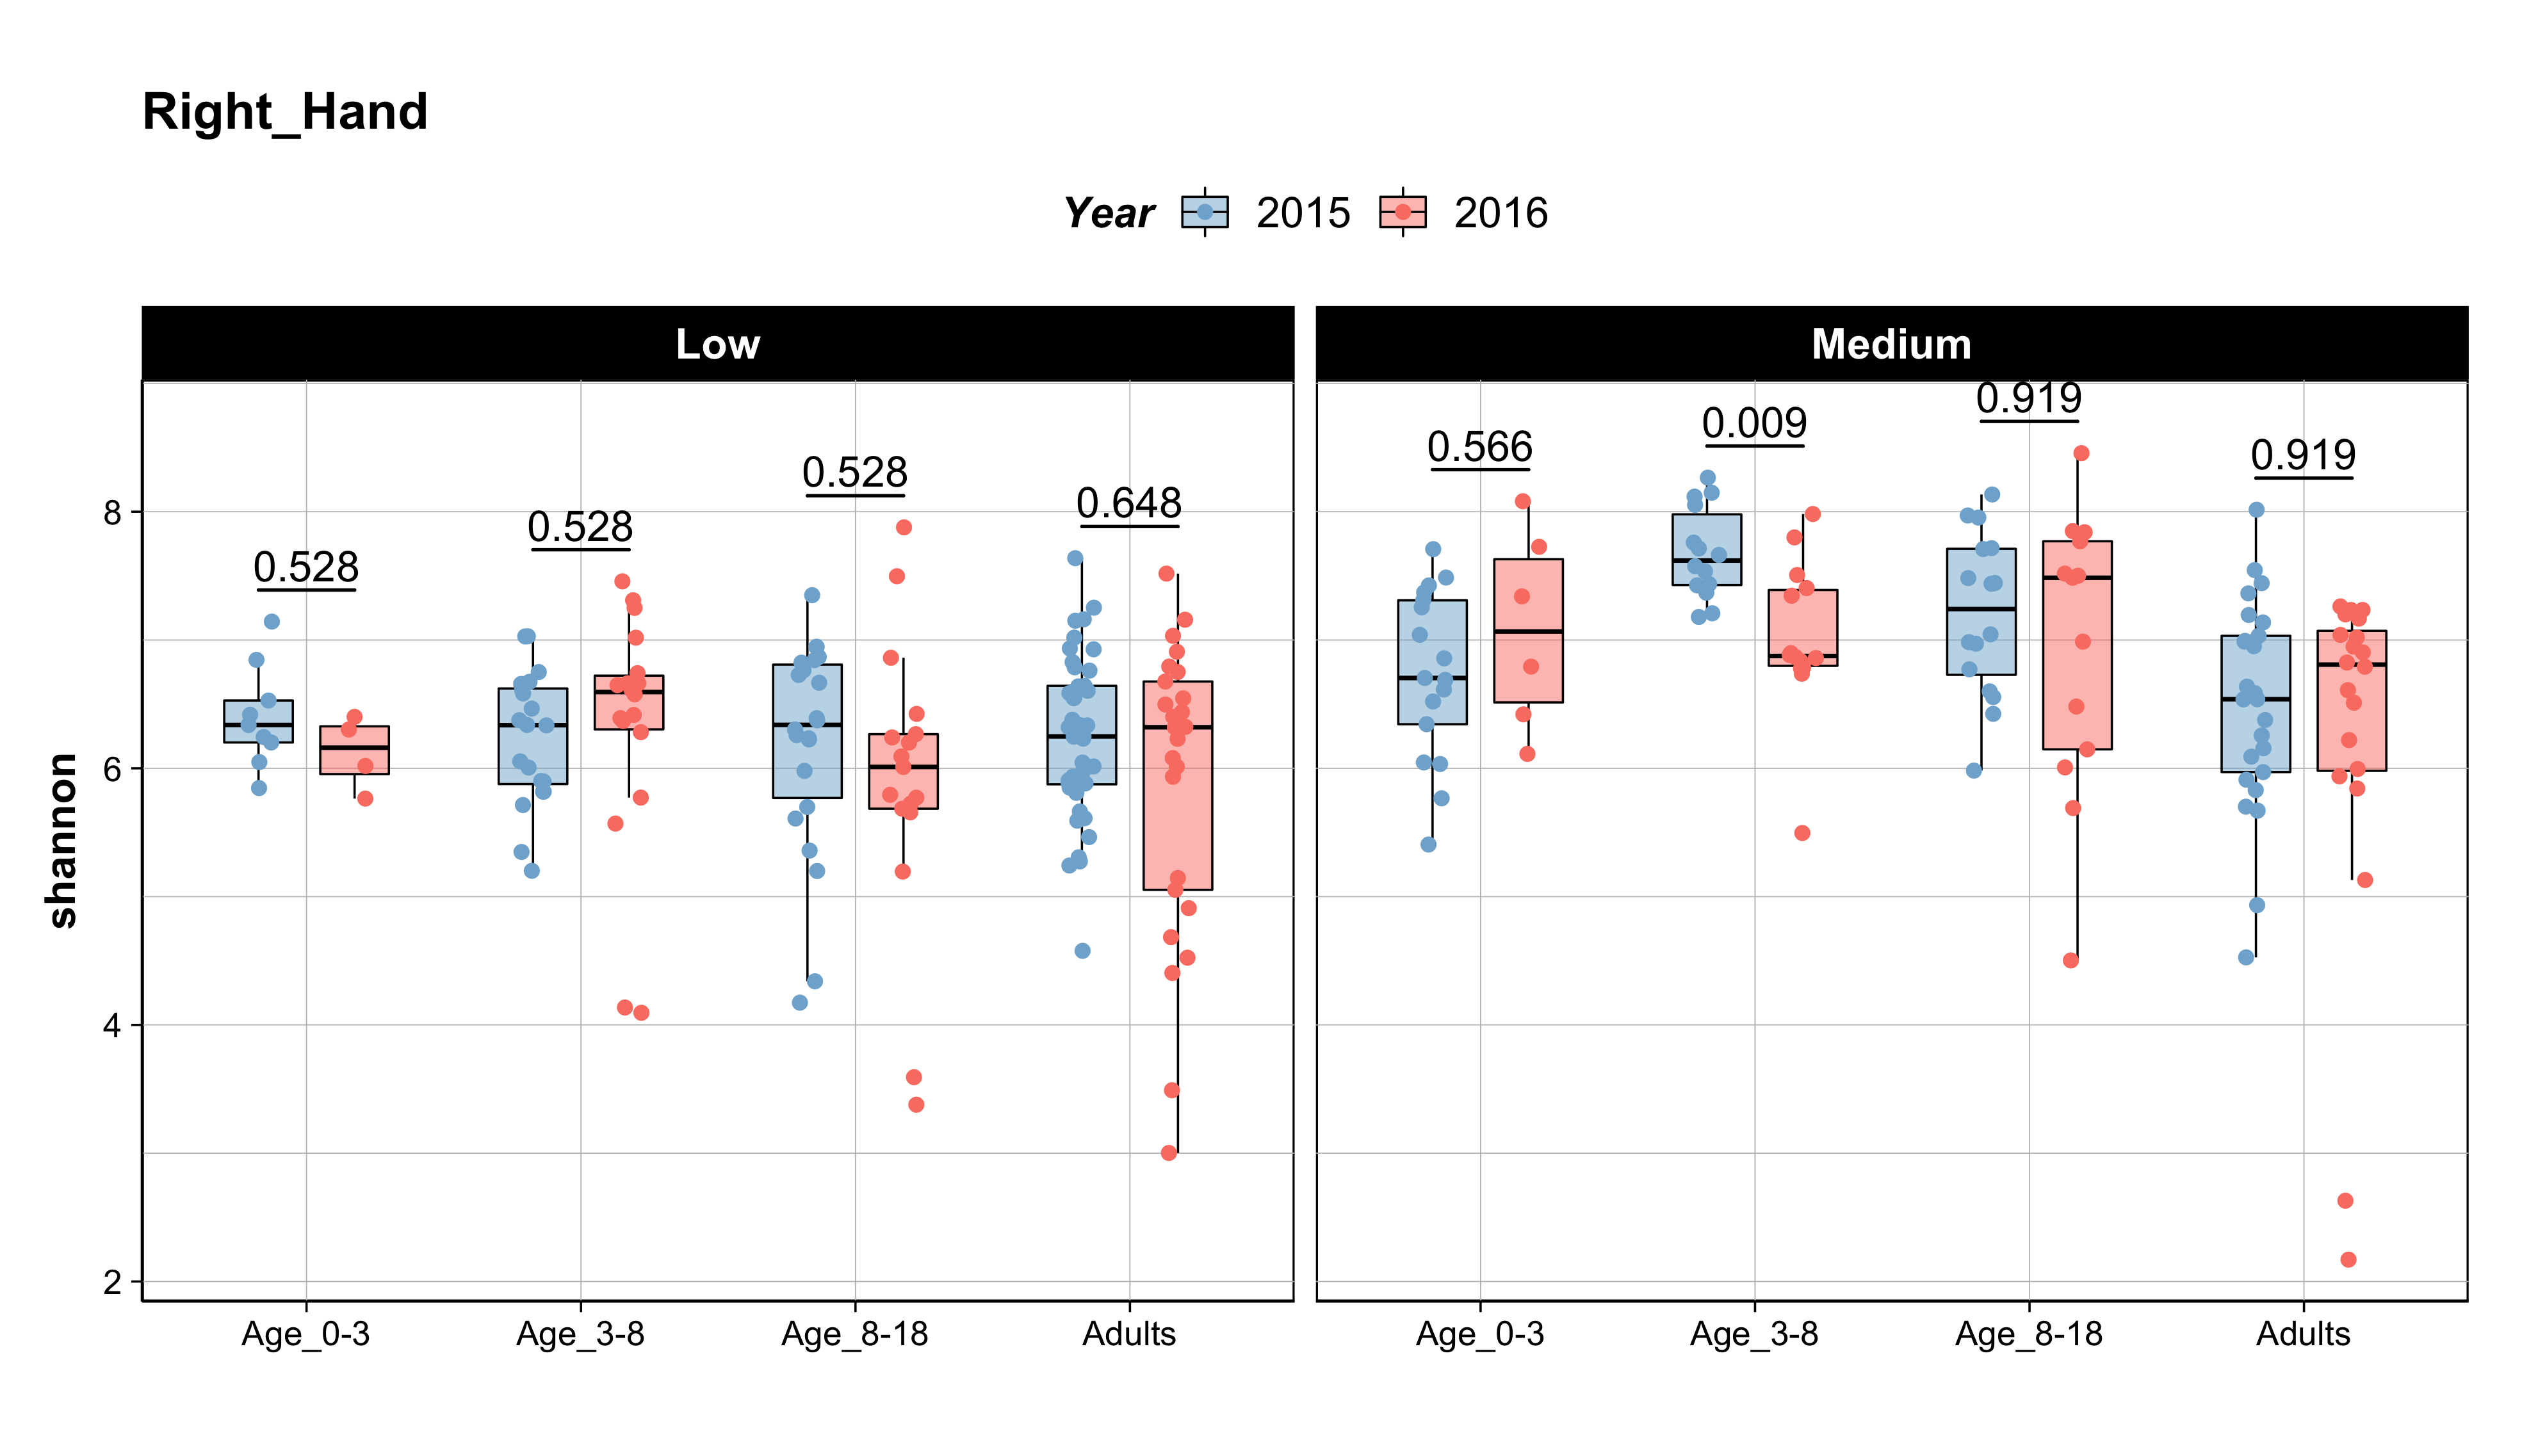 Right_Hand
Year 2015 2016
Low Medium
0.528 0.528 0.528 0.648 0.566 0.009 0.919 0.919
shannon
8
6
4
2
Age_0-3 Age_3-8 Age_8-18 Adults Age_0-3 Age_3-8 Age_8-18 Adults